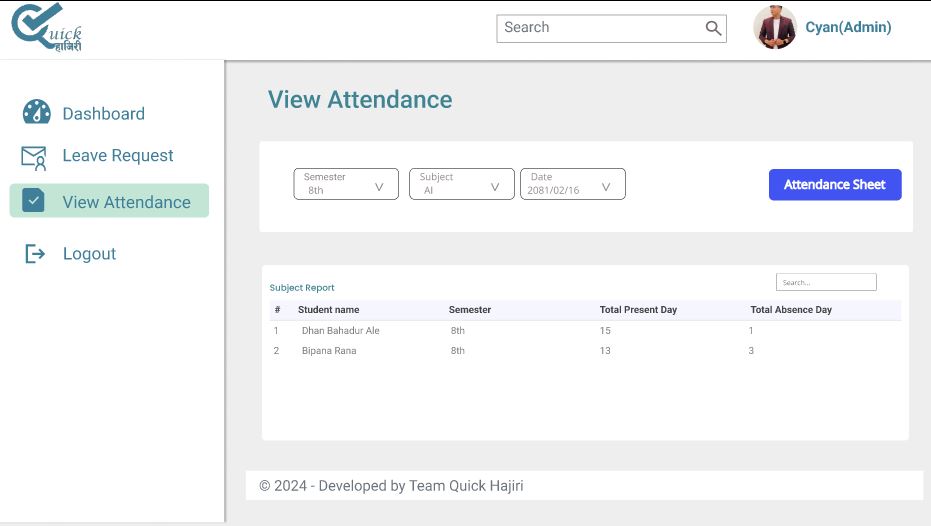 Quick
हाजिरी
Search
Cyan(Admin)
Dashboard
Leave Request
View Attendance
Logout
View Attendance
Semester
8th
Subject
AI
Date
2081/02/16
Attendance Sheet
Subject Report
Search...
# Student name Semester Total Present Day Total Absence Day
1 Dhan Bahadur Ale 8th 15 1
2 Bipana Rana 8th 13 3
© 2024 - Developed by Team Quick Hajiri